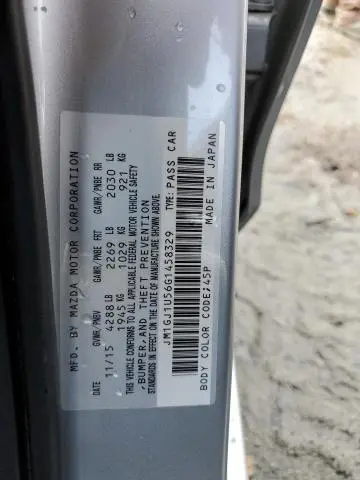 MFD. BY MAZDA MOTOR CORPORATION
DATE GVWR/PNBV GAWR/PNBE FRT GAWR/PNBE RR
11/15 4288 LB 2269 LB 2030 LB
1945 KG 1029 KG 921 KG
THIS VEHICLE CONFORMS TO ALL APPLICABLE FEDERAL MOTOR VEHICLE SAFETY
, BUMPER, AND THEFT PREVENTION
STANDARDS IN EFFECT ON THE DATE OF MANUFACTURE SHOWN ABOVE.
JM1GJ1U56G1458329 TYPE: PASS CAR
BODY COLOR CODE;45P MADE IN JAPAN